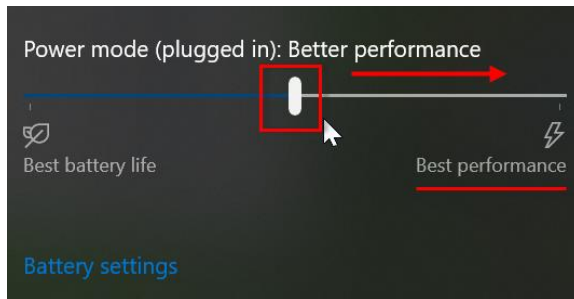 Power mode (plugged in): Better performance
Best battery life
Best performance
Battery settings